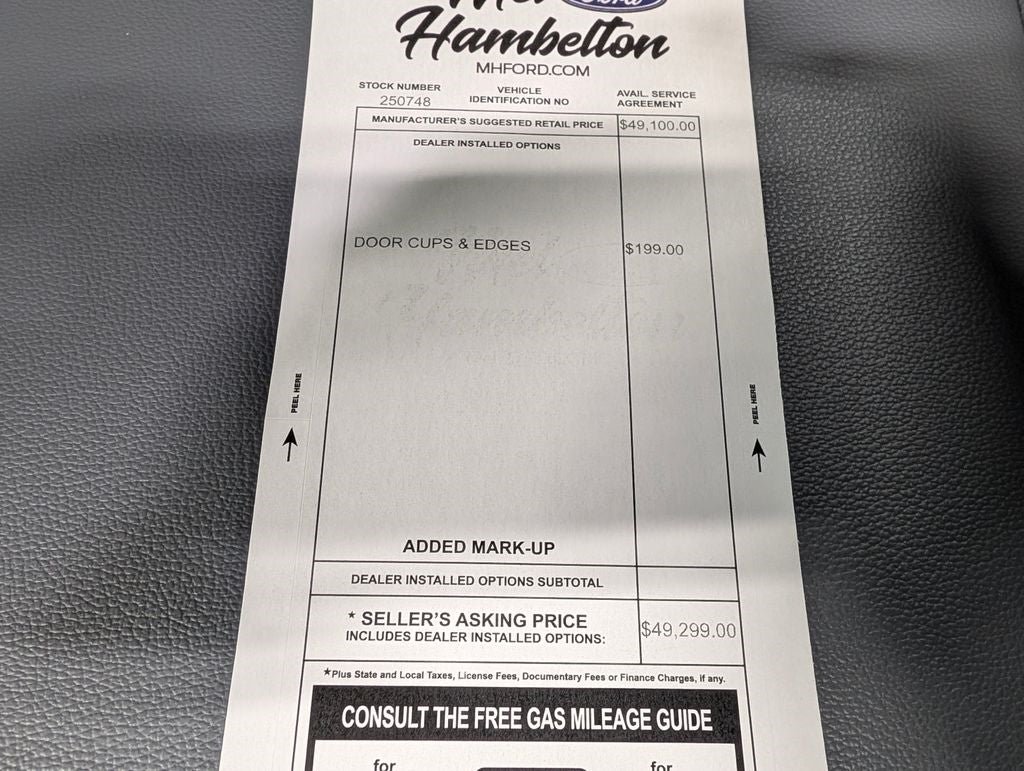 Mel Ford
Hambelton
MHFORD.COM
STOCK NUMBER
250748
VEHICLE
IDENTIFICATION NO
AVAIL. SERVICE
AGREEMENT
MANUFACTURER'S SUGGESTED RETAIL PRICE $49,100.00
DEALER INSTALLED OPTIONS
DOOR CUPS & EDGES $199.00
PEEL HERE
PEEL HERE
ADDED MARK-UP
DEALER INSTALLED OPTIONS SUBTOTAL
* SELLER'S ASKING PRICE
INCLUDES DEALER INSTALLED OPTIONS:
$49,299.00
*Plus State and Local Taxes, License Fees, Documentary Fees or Finance Charges, if any.
CONSULT THE FREE GAS MILEAGE GUIDE
for for